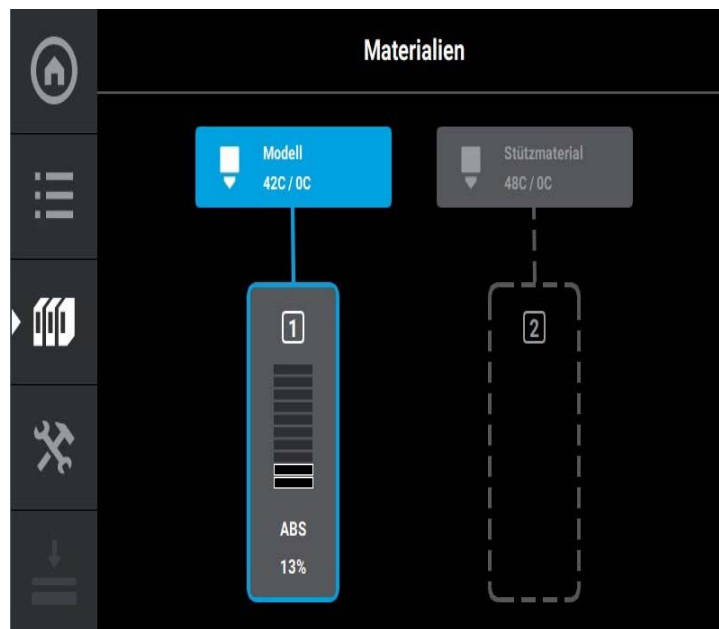 Materialien
Modell
42C / 0C
Stützmaterial
48C / 0C
1
2
ABS
13%